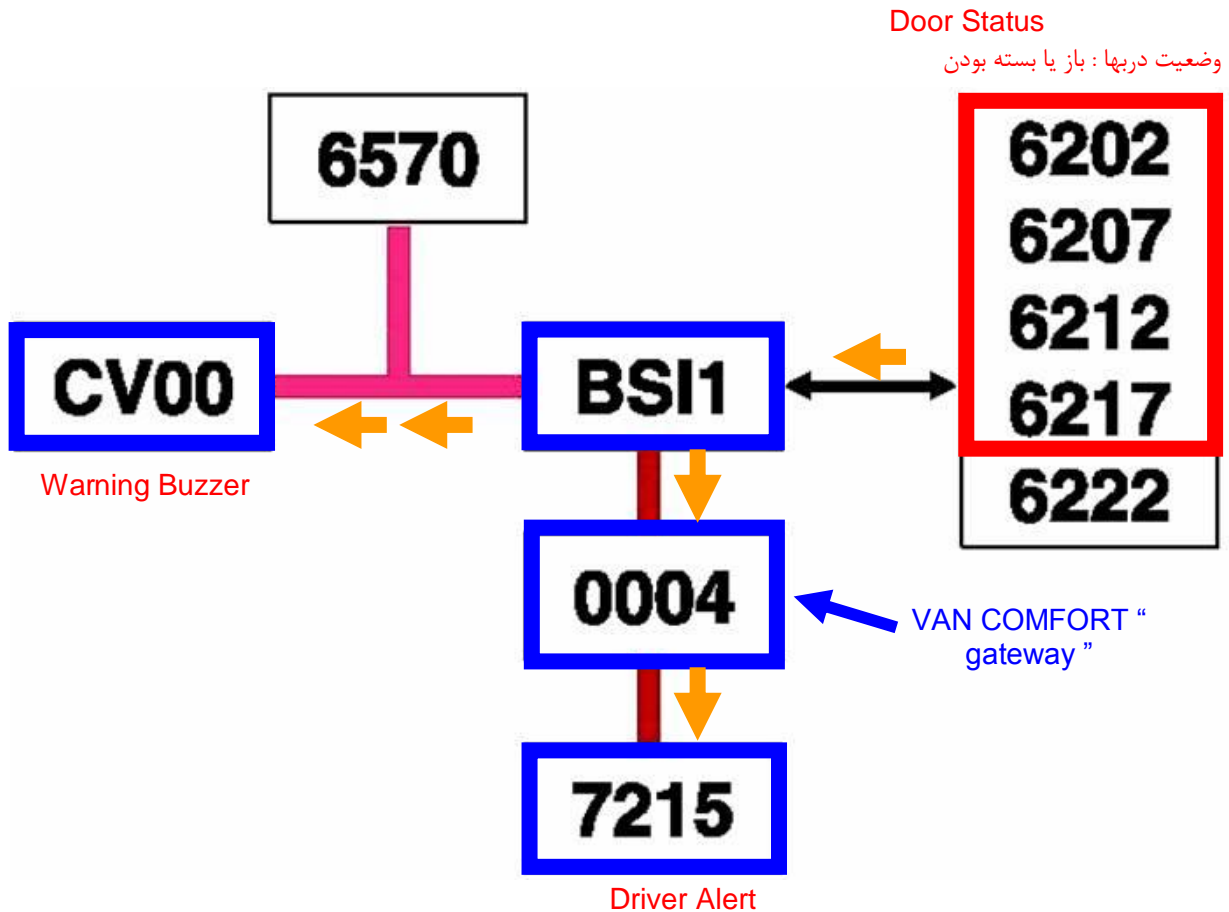 Door Status
وضعیت دربها : باز یا بسته بودن
6570
6202
6207
6212
6217
6222
CV00
BSI1
Warning Buzzer
0004
VAN COMFORT “
gateway ”
7215
Driver Alert